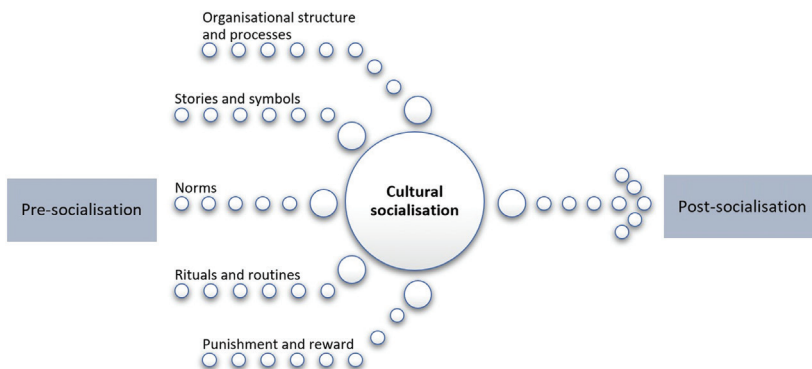 Organisational structure
and processes
Stories and symbols
Pre-socialisation
Norms
Cultural
socialisation
Post-socialisation
Rituals and routines
Punishment and reward